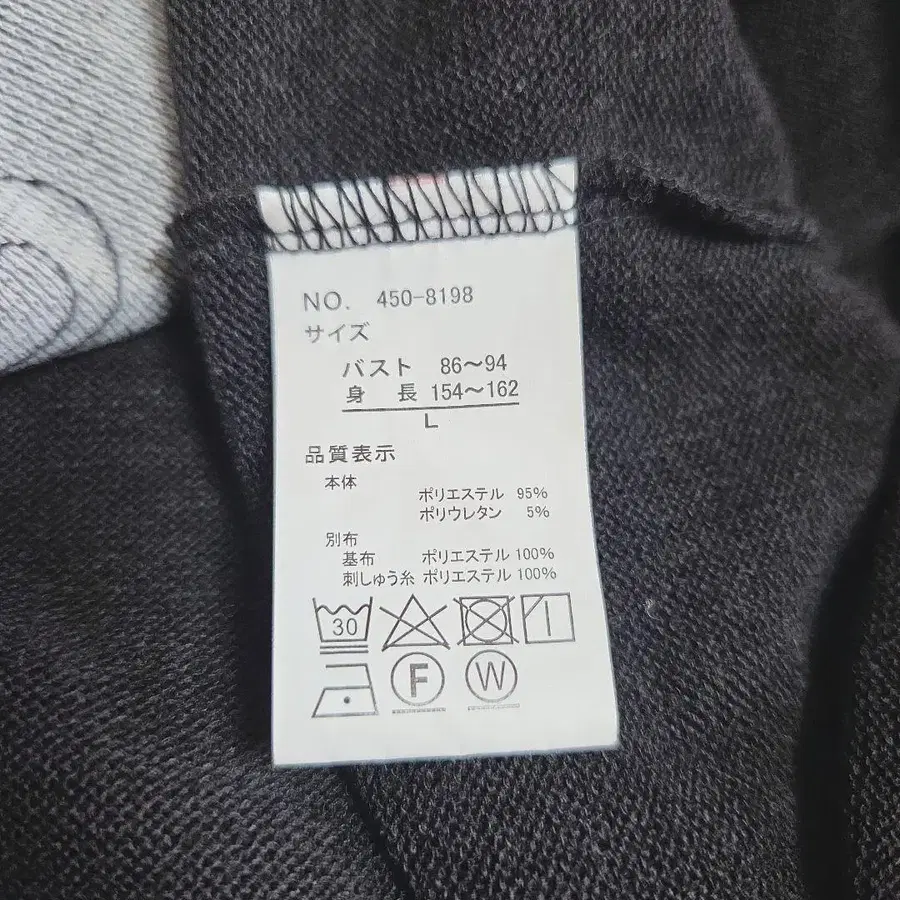 NO. 450-8198
サイズ
バスト 86～94
身 長 154～162
L
品質表示
本体
ポリエステル 95%
ポリウレタン 5%
別布
基布 ポリエステル 100%
刺しゅう糸 ポリエステル 100%
30
F W